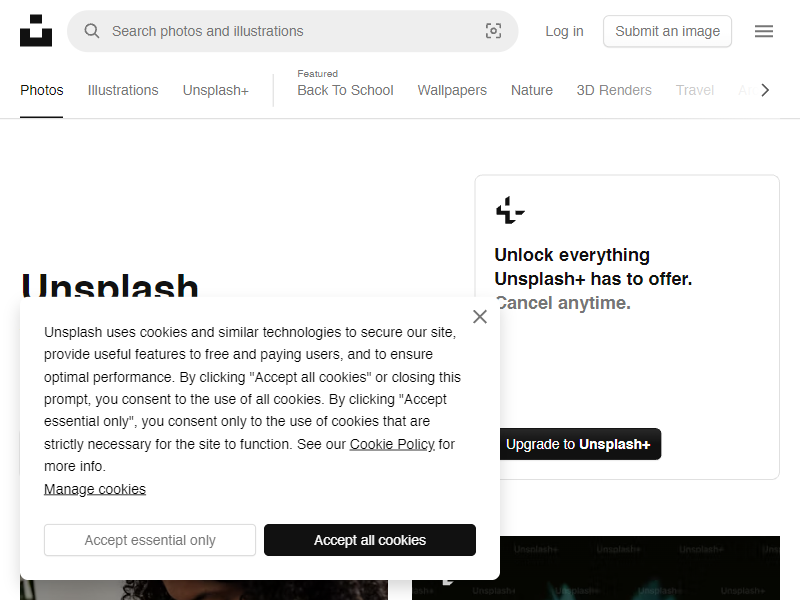 Search photos and illustrations
Log in
Submit an image
Photos
Illustrations
Unsplash+
Featured
Back To School
Wallpapers
Nature
3D Renders
Travel
Unlock everything
Unsplash+ has to offer.
Cancel anytime.
Unsplash
Unsplash uses cookies and similar technologies to secure our site,
provide useful features to free and paying users, and to ensure
optimal performance. By clicking "Accept all cookies" or closing this
prompt, you consent to the use of all cookies. By clicking "Accept
essential only", you consent only to the use of cookies that are
strictly necessary for the site to function. See our Cookie Policy for
more info.
Manage cookies
Accept essential only
Accept all cookies
Upgrade to Unsplash+
Unsplash+ Unsplash+ Unsplash+
Unsplash+ Unsplash+ Unsplash+ Unsplash+